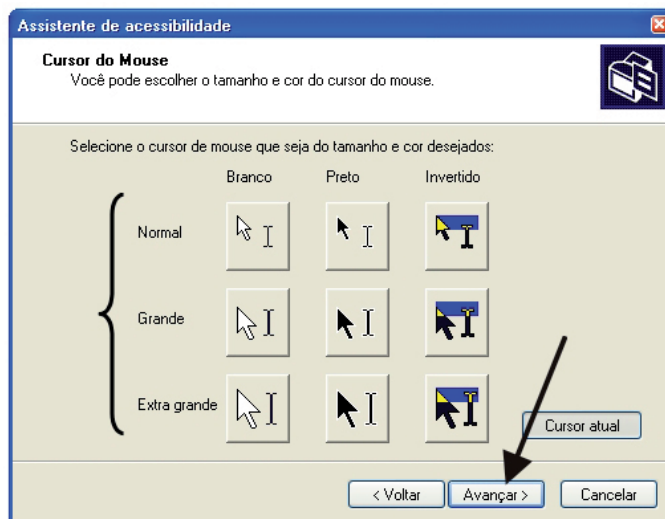 Assistente de acessibilidade
Cursor do Mouse
Você pode escolher o tamanho e cor do cursor do mouse.
Selecione o cursor de mouse que seja do tamanho e cor desejados:
Branco Preto Invertido
Normal
Grande
Extra grande
Cursor atual
< Voltar Avançar > Cancelar